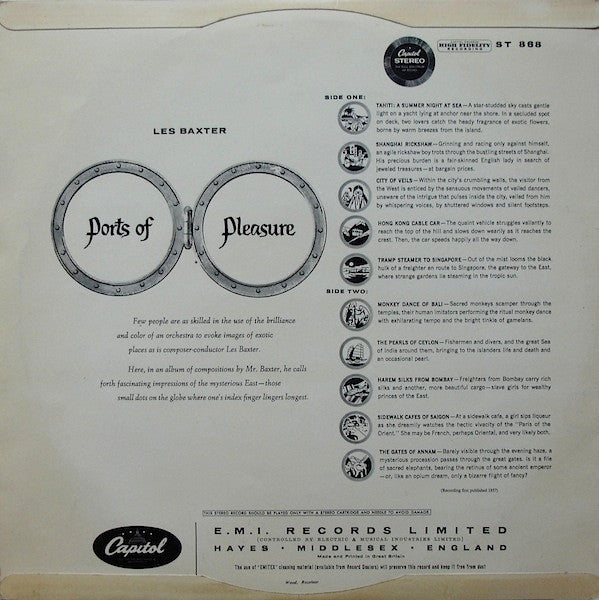 Capitol
STEREO
HIGH FIDELITY
RECORDING
ST 868
LES BAXTER
Ports of Pleasure
Few people are as skilled in the use of the brilliance
and color of an orchestra to evoke images of exotic
places as is composer-conductor Les Baxter.
Here, in an album of compositions by Mr. Baxter, he calls
forth fascinating impressions of the mysterious East—those
small dots on the globe where one's index finger lingers longest.
SIDE ONE:
TAHITI: A SUMMER NIGHT AT SEA—A star-studded sky casts gentle
light on a yacht lying at anchor near the shore. In a secluded spot
on deck, two lovers catch the heady fragrance of exotic flowers,
borne by warm breezes from the island.
SHANGHAI RICKSHAW—Grinning and racing only against himself,
an agile rickshaw boy trots through the bustling streets of Shanghai.
His precious burden is a fair-skinned English lady in search of
jeweled treasures—at bargain prices.
CITY OF VEILS—Within the city's crumbling walls, the visitor from
the West is enticed by the sensuous movements of veiled dancers,
unaware of the intrigue that pulses inside the city, veiled from him
by whispering voices, by shuttered windows and silent footsteps.
HONG KONG CABLE CAR—The quaint vehicle struggles valiantly to
reach the top of the hill and slows down wearily as it reaches the
crest. Then, the car speeds happily all the way down.
TRAMP STEAMER TO SINGAPORE—Out of the mist looms the black
hulk of a freighter en route to Singapore, the gateway to the East,
where strange gardens lie steaming in the tropic sun.
SIDE TWO:
MONKEY DANCE OF BALI—Sacred monkeys scamper through the
temples, their human imitators performing the ritual monkey dance
with exhilarating tempo and the bright tinkle of gamelans.
THE PEARLS OF CEYLON—Fishermen and divers, and the great Sea
of India around them, bringing to the islanders life and death and
an occasional pearl.
HAREM SILKS FROM BOMBAY—Freighters from Bombay carry rich
silks and another, more beautiful cargo—slave girls for wealthy
princes of the East.
SIDEWALK CAFES OF SAIGON—At a sidewalk cafe, a girl sips liqueur
as she dreamily watches the hectic vivacity of the "Paris of the
Orient." She may be French, perhaps Oriental, and very likely both.
THE GATES OF ANNAM—Barely visible through the evening haze, a
mysterious procession passes through the great gates. Is it a file
of sacred elephants, bearing the retinue of some ancient emperor
—or, like an opium dream, only a bizarre flight of fancy?
(Recording first published 1957)
THIS STEREO RECORD SHOULD BE PLAYED ONLY WITH A STEREO CARTRIDGE AND NEEDLE TO AVOID DAMAGE
Capitol
E.M.I. RECORDS LIMITED
(CONTROLLED BY ELECTRIC & MUSICAL INDUSTRIES LIMITED)
HAYES · MIDDLESEX · ENGLAND
Made and Printed in Great Britain
The use of "EMITEX" cleaning material (available from Record Dealers) will preserve this record and keep it free from dust